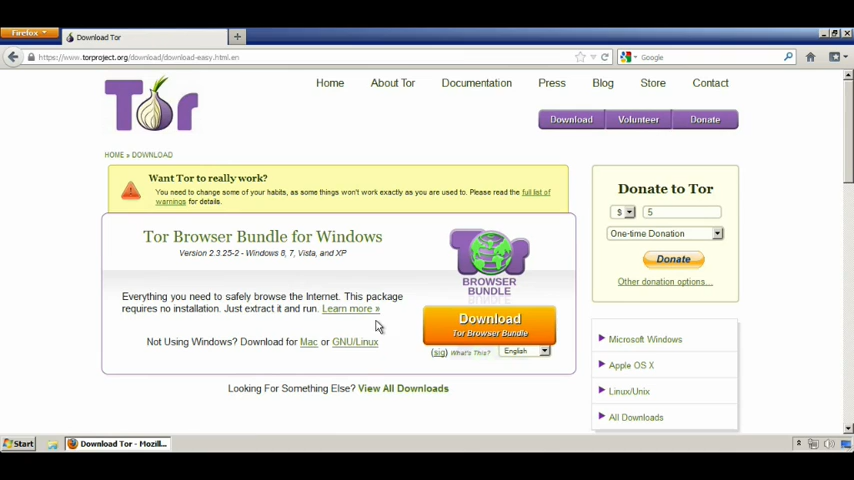 Firefox
Download Tor
https://www.torproject.org/download/download-easy.html.en
Google
Tor
Home About Tor Documentation Press Blog Store Contact
Download Volunteer Donate
HOME » DOWNLOAD
Want Tor to really work?
You need to change some of your habits, as some things won't work exactly as you are used to. Please read the full list of
warnings for details.
Tor Browser Bundle for Windows
Version 2.3.25-2 - Windows 8, 7, Vista, and XP
Everything you need to safely browse the Internet. This package
requires no installation. Just extract it and run. Learn more »
Not Using Windows? Download for Mac or GNU/Linux
Tor
BROWSER
BUNDLE
Download
Tor Browser Bundle
(sig) What's This? English
Looking For Something Else? View All Downloads
Donate to Tor
$ 5
One-time Donation
Donate
Other donation options...
Microsoft Windows
Apple OS X
Linux/Unix
All Downloads
Start
Download Tor - Mozil...